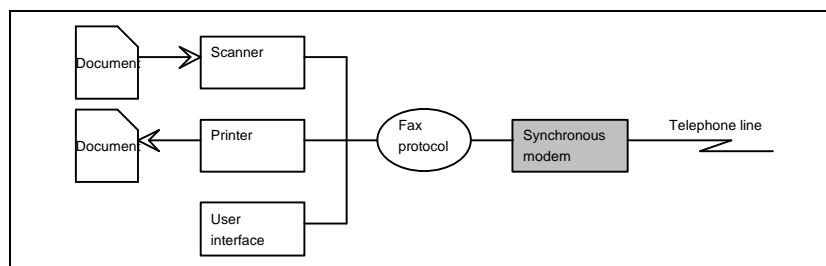 Document
Scanner
Document
Printer
User
interface
Fax
protocol
Synchronous
modem
Telephone line